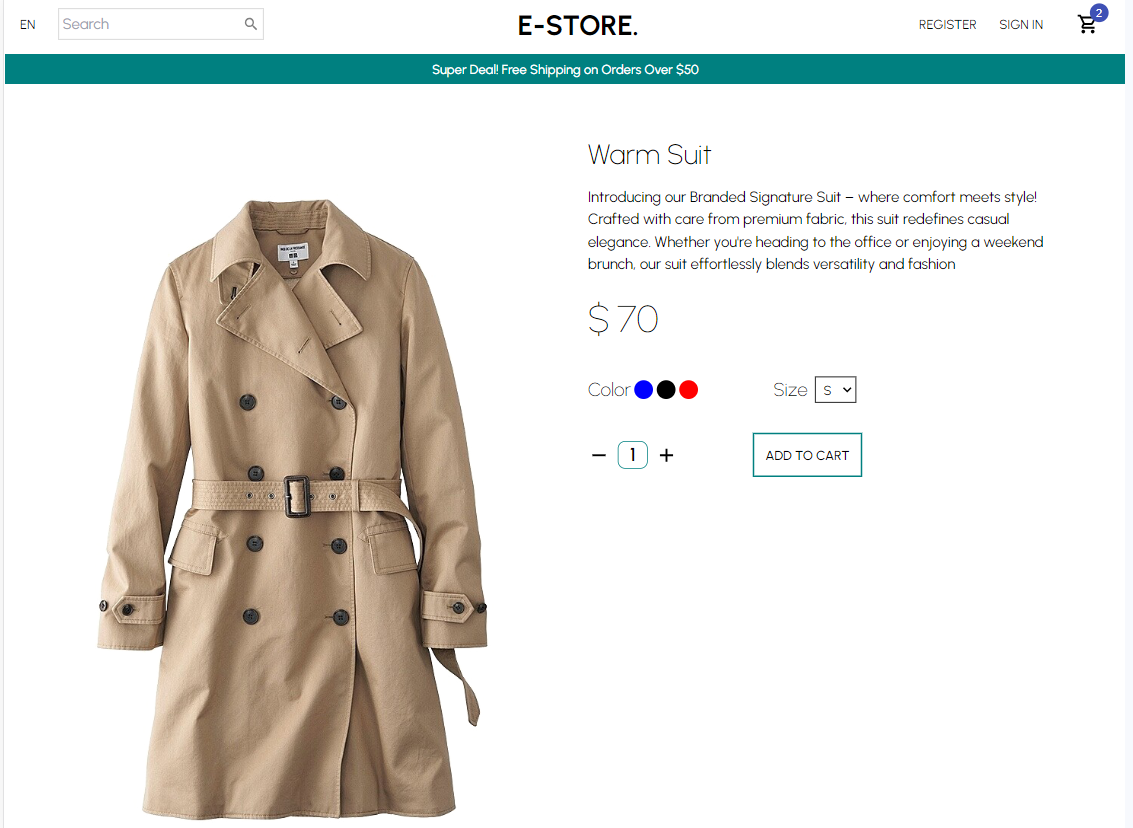 EN
Search
E-STORE.
REGISTER
SIGN IN
2
Super Deal! Free Shipping on Orders Over $50
Warm Suit
Introducing our Branded Signature Suit – where comfort meets style!
Crafted with care from premium fabric, this suit redefines casual
elegance. Whether you're heading to the office or enjoying a weekend
brunch, our suit effortlessly blends versatility and fashion
$ 70
Color
Size
S
1
ADD TO CART